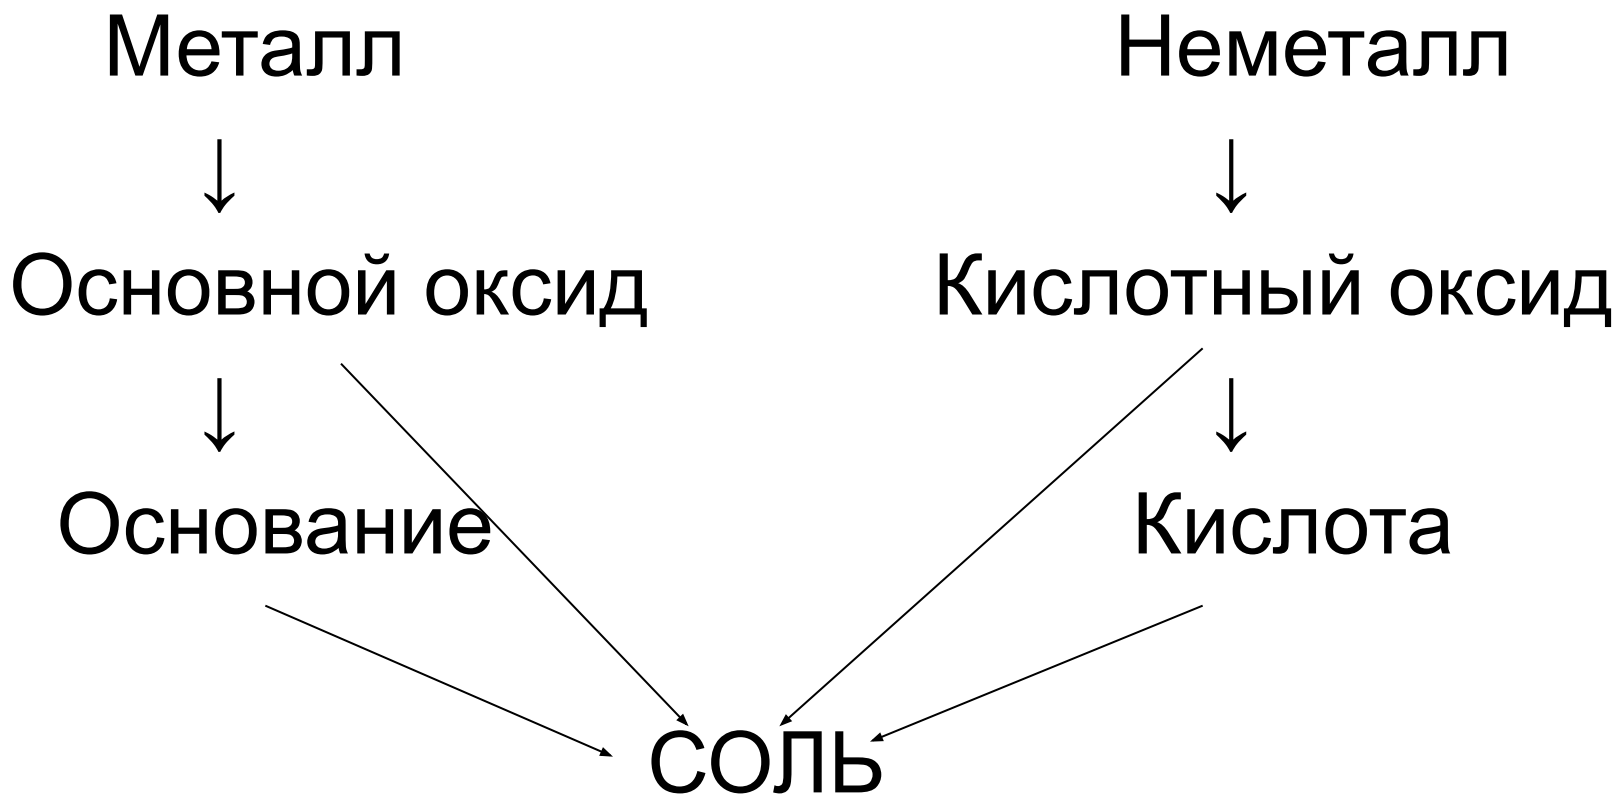 Металл Неметалл
↓ ↓
Основной оксид Кислотный оксид
↓ ↓
Основание Кислота
СОЛЬ